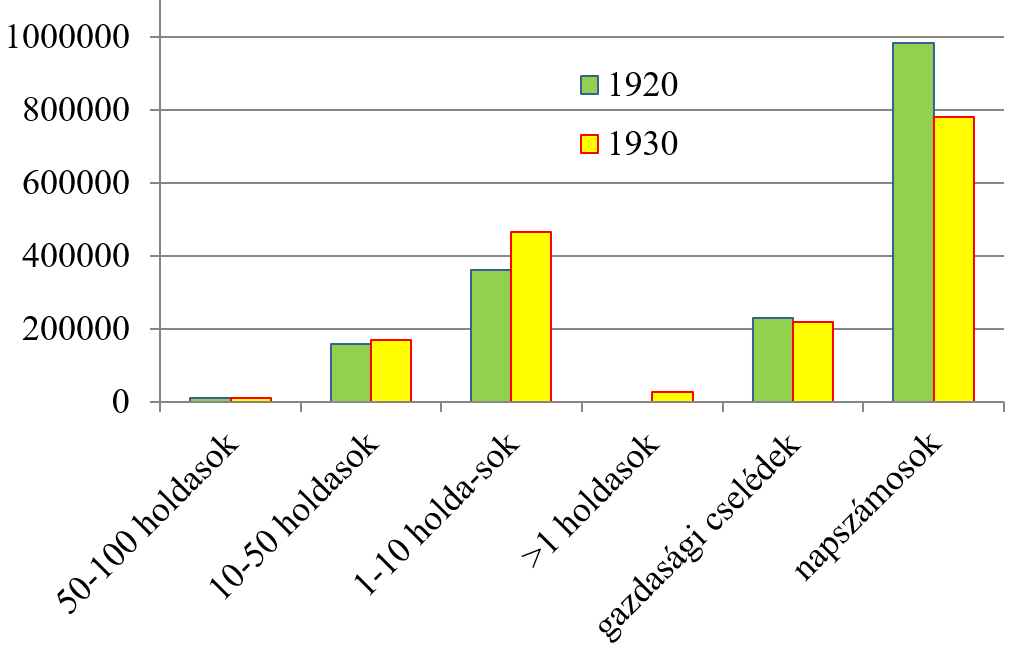 1000000
800000
600000
400000
200000
0
1920
1930
50-100 holdasok
10-50 holdasok
1-10 holda-sok
>1 holdasok
gazdasági cselédek
napszámosok